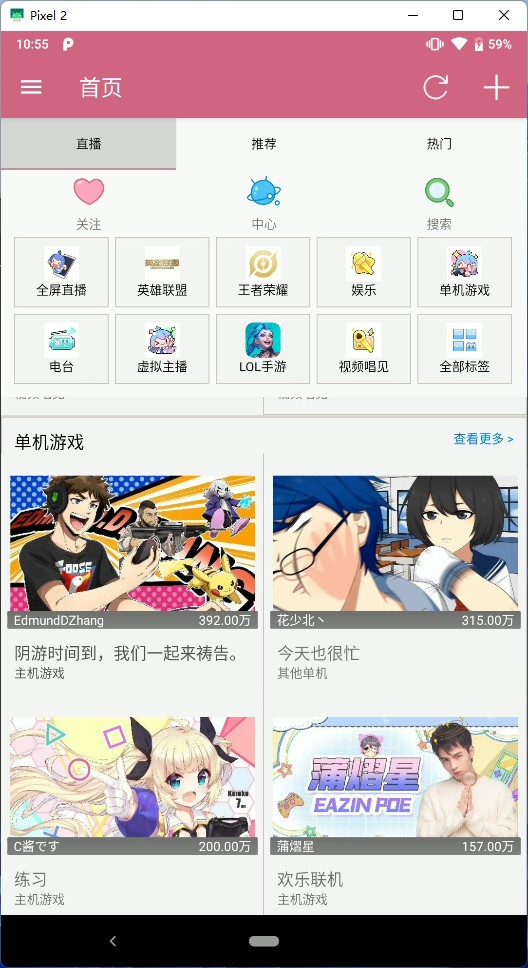 Pixel 2
10:55
59%
首页
直播
推荐
热门
关注
中心
搜索
全屏直播
英雄联盟
王者荣耀
娱乐
单机游戏
电台
虚拟主播
LOL手游
视频唱见
全部标签
单机游戏
查看更多 >
GOOSE
EdmundDZhang
392.00万
花少北丶
315.00万
阴游时间到，我们一起来祷告。
主机游戏
今天也很忙
其他单机
C酱です
200.00万
蒲熠星
EAZIN POE
蒲熠星
157.00万
练习
主机游戏
欢乐联机
主机游戏